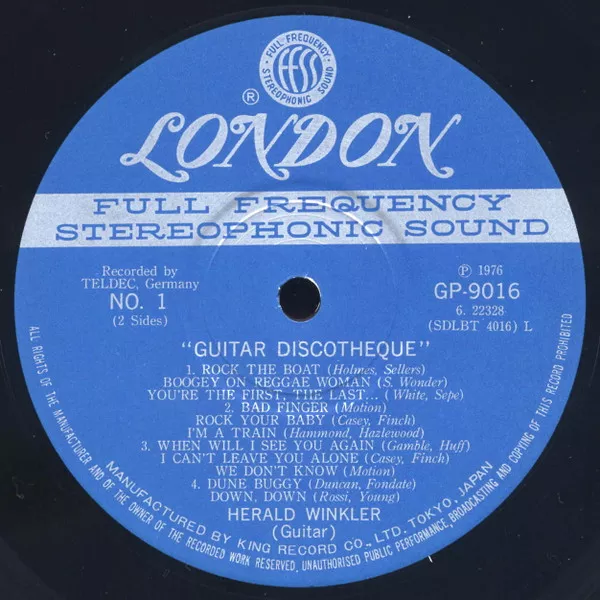 FULL FREQUENCY
FFSS
STEREOPHONIC SOUND
®
LONDON
FULL FREQUENCY
STEREOPHONIC SOUND
Recorded by
TELDEC, Germany
NO. 1
(2 Sides)
Ⓟ 1976
GP-9016
6. 22328
(SDLBT 4016) L
"GUITAR DISCOTHEQUE"
1. ROCK THE BOAT (Holmes, Sellers)
BOOGEY ON REGGAE WOMAN (S. Wonder)
YOU'RE THE FIRST, THE LAST... (White, Sepe)
2. BAD FINGER (Motion)
ROCK YOUR BABY (Casey, Finch)
I'M A TRAIN (Hammond, Hazlewood)
3. WHEN WILL I SEE YOU AGAIN (Gamble, Huff)
I CAN'T LEAVE YOU ALONE (Casey, Finch)
WE DON'T KNOW (Motion)
4. DUNE BUGGY (Duncan, Fondate)
DOWN, DOWN (Rossi, Young)
HERALD WINKLER
(Guitar)
MANUFACTURED BY KING RECORD CO., LTD. TOKYO, JAPAN
ALL RIGHTS OF THE MANUFACTURER AND OF THE OWNER OF THE RECORDED WORK RESERVED, UNAUTHORISED PUBLIC PERFORMANCE, BROADCASTING AND COPYING OF THIS RECORD PROHIBITED